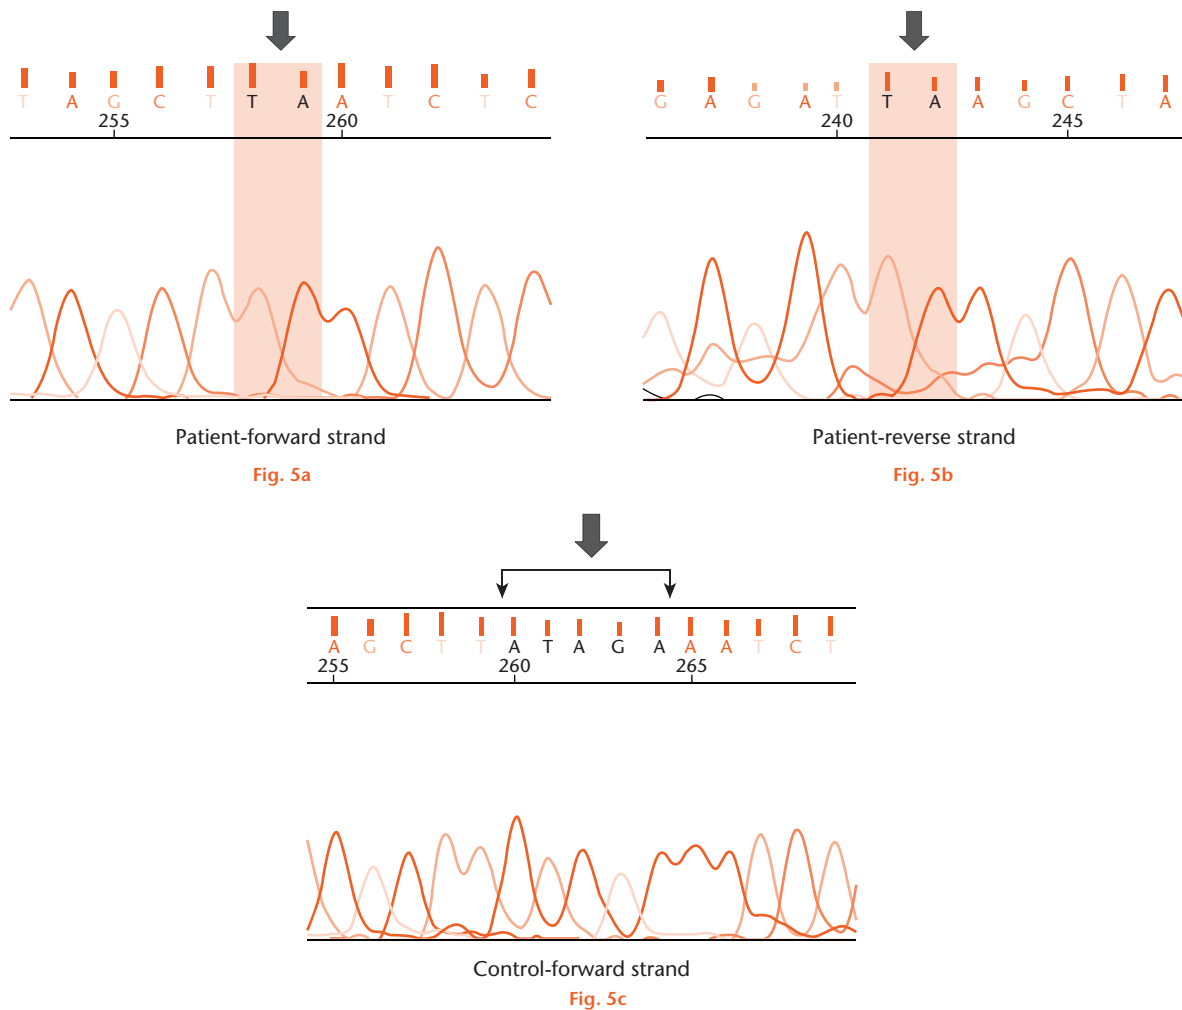 T A G C T T A A T C T C
255 260
Patient-forward strand
Fig. 5a
G A G A T T A A G C T A
240 245
Patient-reverse strand
Fig. 5b
A G C T T A T A G A A A T C T
255 260 265
Control-forward strand
Fig. 5c